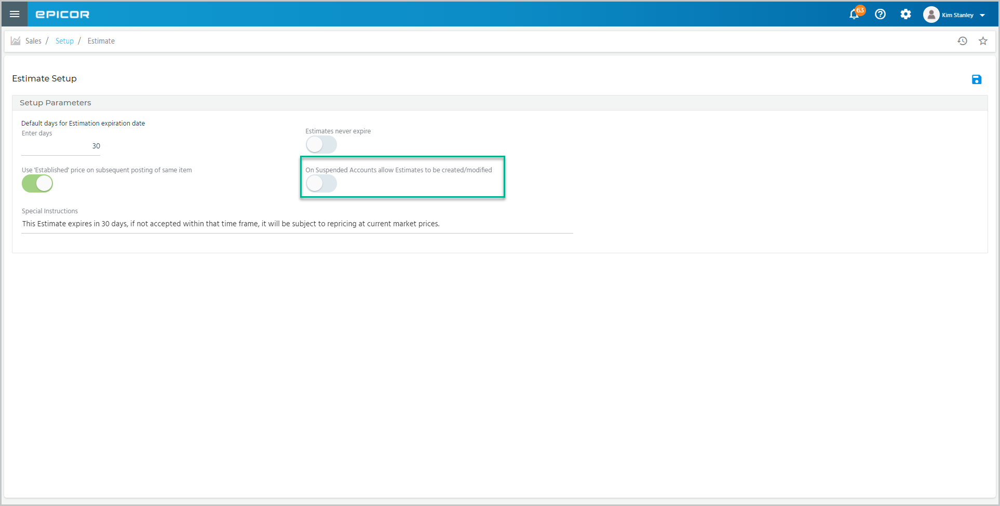 EPICOR
63
Kim Stanley
Sales / Setup / Estimate
Estimate Setup
Setup Parameters
Default days for Estimation expiration date
Enter days
30
Estimates never expire
Use 'Established' price on subsequent posting of same item
On Suspended Accounts allow Estimates to be created/modified
Special Instructions
This Estimate expires in 30 days, if not accepted within that time frame, it will be subject to repricing at current market prices.